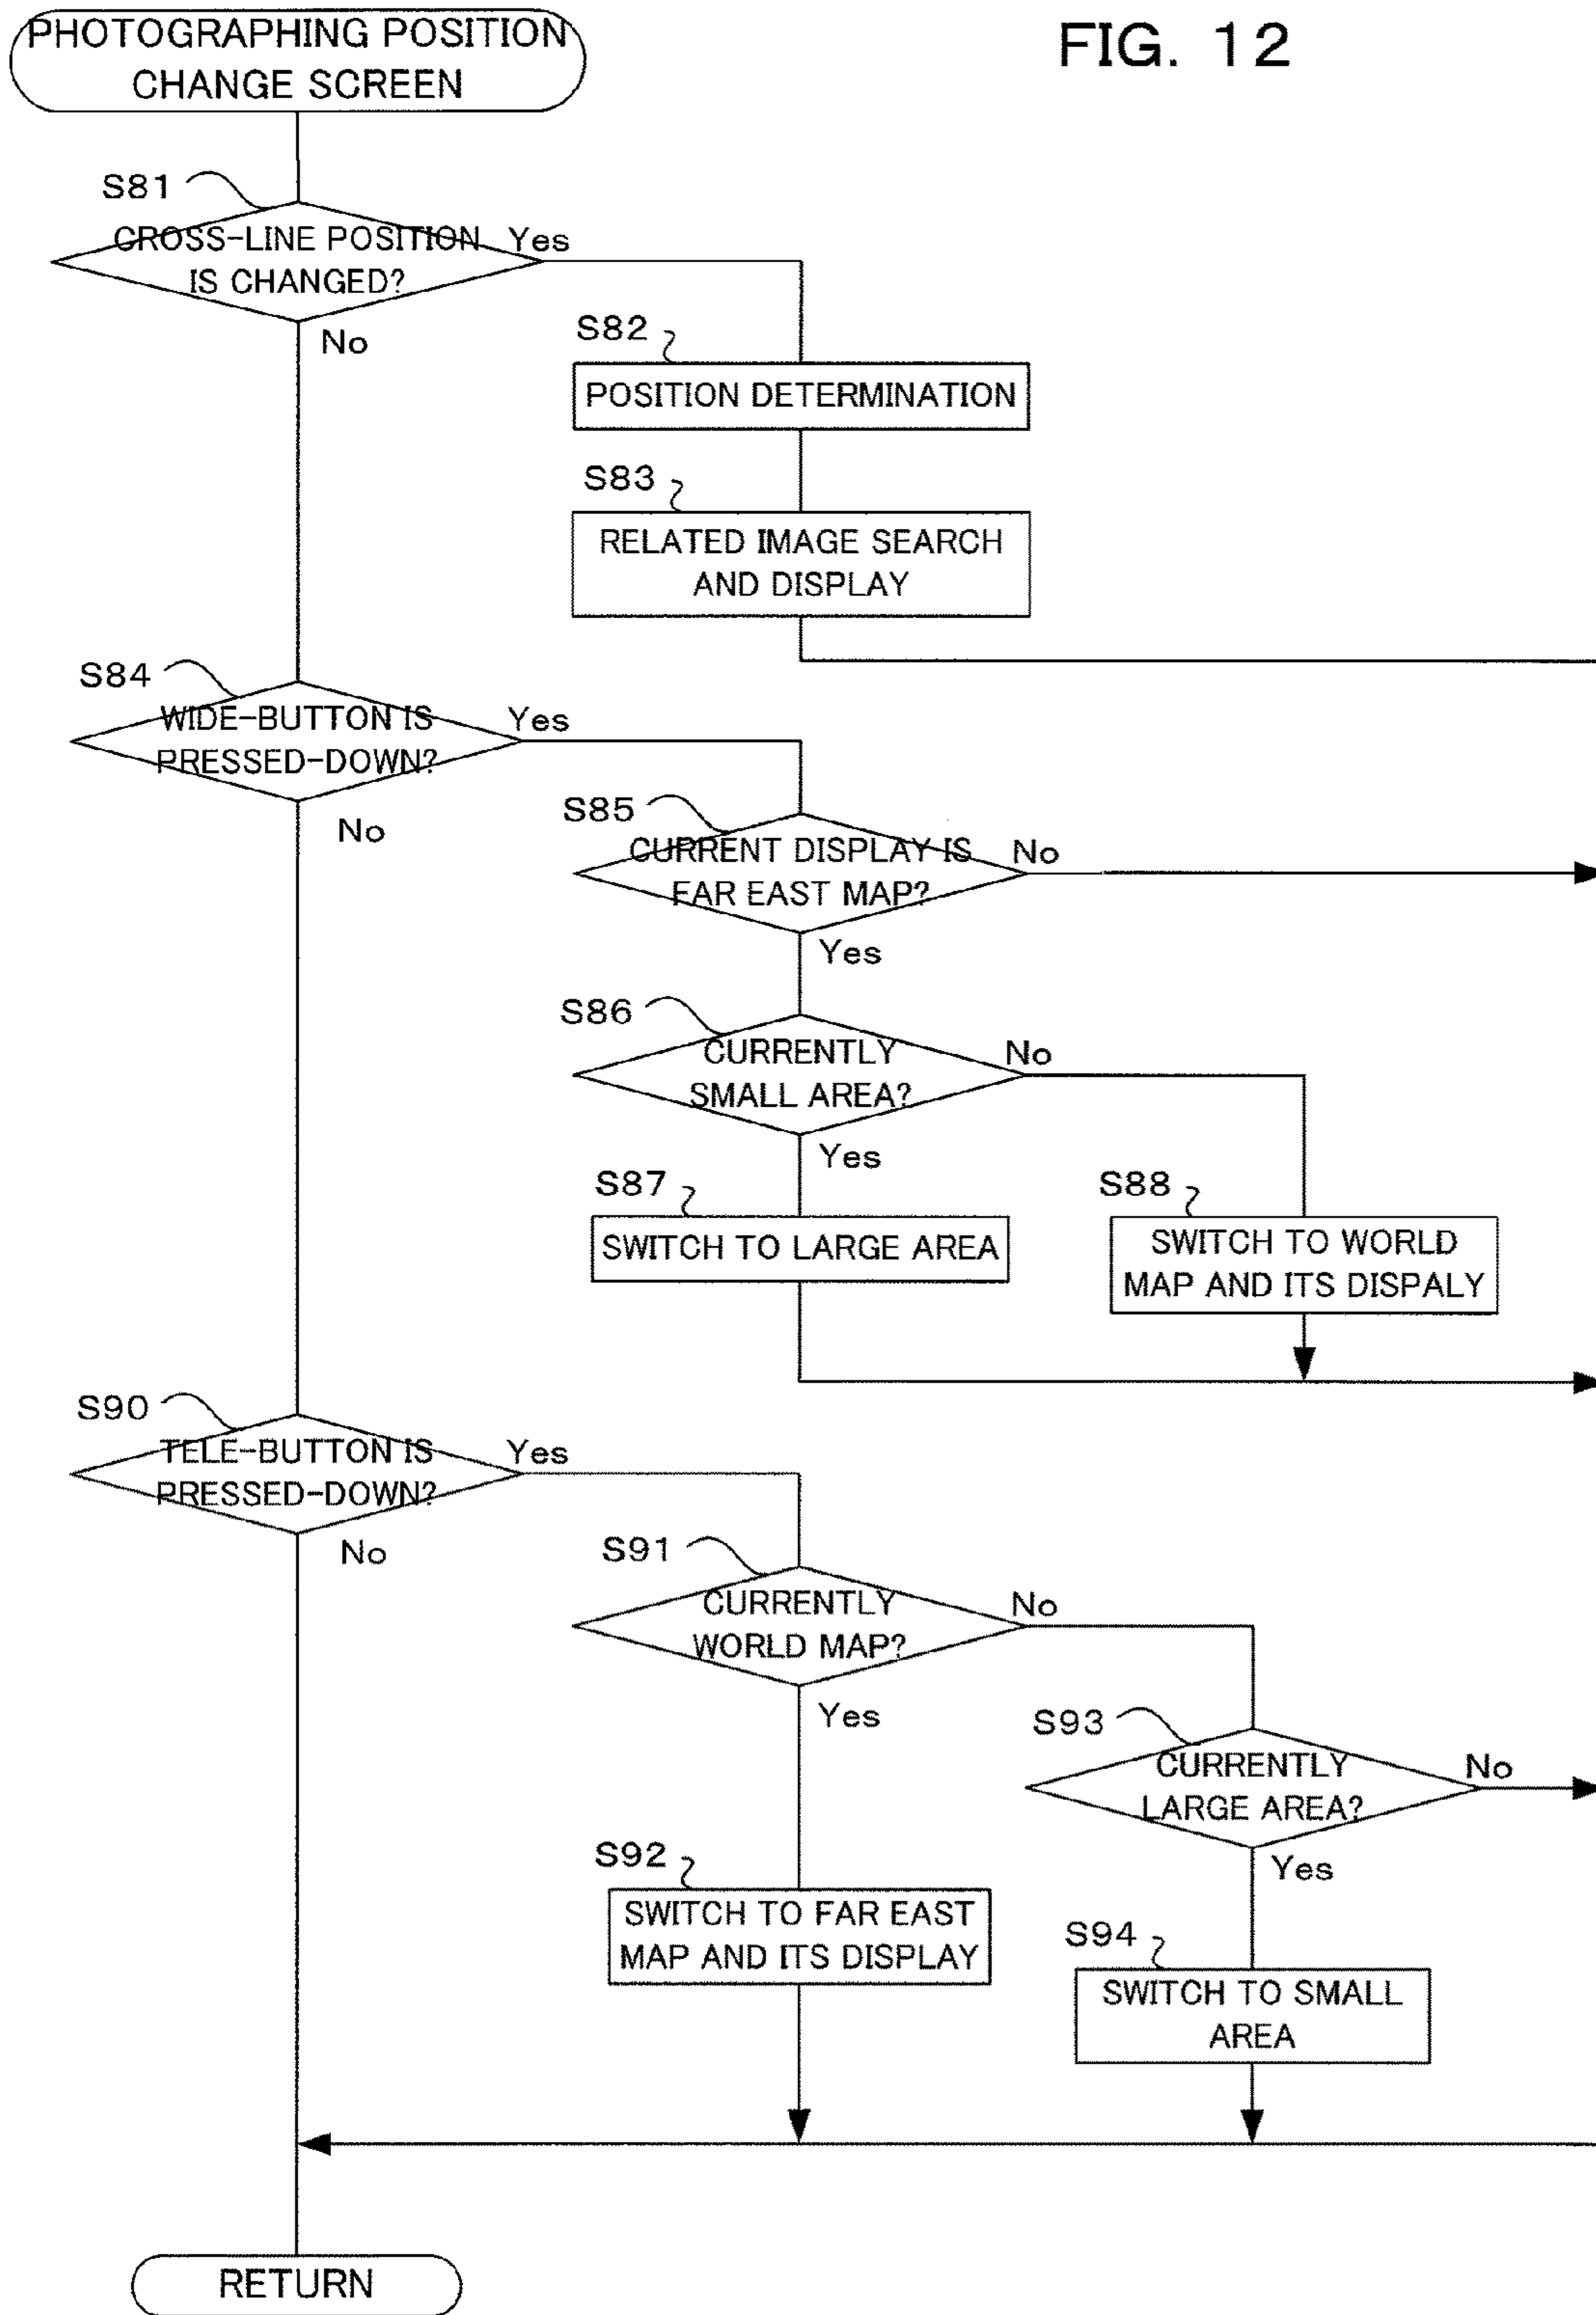 PHOTOGRAPHING POSITION
CHANGE SCREEN
FIG. 12
S81
CROSS-LINE POSITION
IS CHANGED?
Yes
No
S82
POSITION DETERMINATION
S83
RELATED IMAGE SEARCH
AND DISPLAY
S84
WIDE-BUTTON IS
PRESSED-DOWN?
Yes
No
S85
CURRENT DISPLAY IS
FAR EAST MAP?
No
Yes
S86
CURRENTLY
SMALL AREA?
No
Yes
S87
SWITCH TO LARGE AREA
S88
SWITCH TO WORLD
MAP AND ITS DISPALY
S90
TELE-BUTTON IS
PRESSED-DOWN?
Yes
No
S91
CURRENTLY
WORLD MAP?
No
Yes
S93
CURRENTLY
LARGE AREA?
No
Yes
S92
SWITCH TO FAR EAST
MAP AND ITS DISPLAY
S94
SWITCH TO SMALL
AREA
RETURN